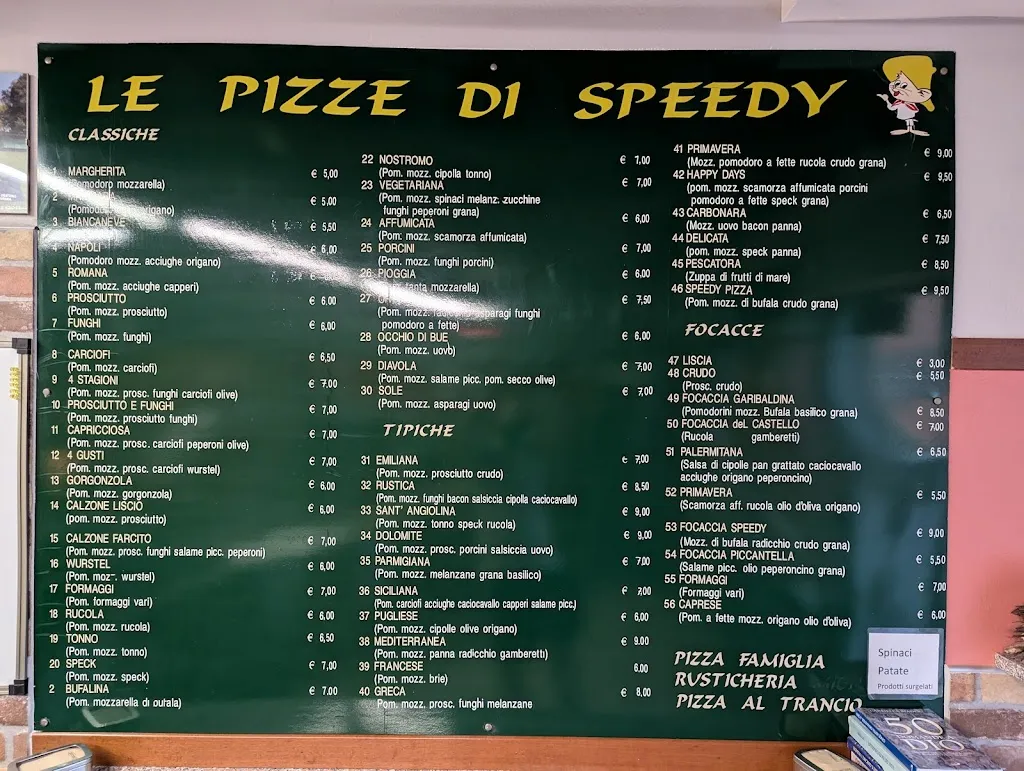 LE PIZZE DI SPEEDY
CLASSICHE
1 MARGHERITA € 5,00
(Pomodoro mozzarella)
2 € 5,00
origano)
3 BIANCANEVE € 5,50
4 NAPOLI € 6,00
(Pomodoro mozz. acciughe origano)
5 ROMANA
(Pom. mozz. acciughe capperi)
6 PROSCIUTTO € 6,00
(Pom. mozz. prosciutto)
7 FUNGHI € 6,00
(Pom. mozz. funghi)
8 CARCIOFI € 6,50
(Pom. mozz. carciofi)
9 4 STAGIONI € 7,00
(Pom. mozz. prosc. funghi carciofi olive)
10 PROSCIUTTO E FUNGHI € 7,00
(Pom. mozz. prosciutto funghi)
11 CAPRICCIOSA € 7,00
(Pom. mozz. prosc. carciofi peperoni olive)
12 4 GUSTI € 7,00
(Pom. mozz. prosc. carciofi wurstel)
13 GORGONZOLA € 6,00
(Pom. mozz. gorgonzola)
14 CALZONE LISCIO € 6,00
(Pom. mozz. prosciutto)
15 CALZONE FARCITO € 7,00
(Pom. mozz. prosc. funghi salame picc. peperoni)
16 WURSTEL € 6,00
(Pom. mozz. wurstel)
17 FORMAGGI € 7,00
(Pom. formaggi vari)
18 RUCOLA € 6,00
(Pom. mozz. rucola)
19 TONNO € 6,50
(Pom. mozz. tonno)
20 SPECK € 7,00
(Pom. mozz. speck)
2 BUFALINA € 7,00
(Pom. mozzarella di bufala)
22 NOSTROMO € 7,00
(Pom. mozz. cipolla tonno)
23 VEGETARIANA € 7,00
(Pom. mozz. spinaci melanz. zucchine
funghi peperoni grana)
24 AFFUMICATA € 6,00
(Pom: mozz. scamorza affumicata)
25 PORCINI € 7,00
(Pom. mozz. funghi porcini)
26 PIOGGIA € 6,00
tanta mozzarella)
27 € 7,50
(Pom. mozz. radicchio asparagi funghi
pomodoro a fette)
28 OCCHIO DI BUE € 6,00
(Pom. mozz. uovo)
29 DIAVOLA € 7,00
(Pom. mozz. salame picc. pom. secco olive)
30 SOLE € 7,00
(Pom. mozz. asparagi uovo)
TIPICHE
31 EMILIANA € 7,00
(Pom. mozz. prosciutto crudo)
32 RUSTICA € 8,50
(Pom. mozz. funghi bacon salsiccia cipolla caciocavallo)
33 SANT' ANGIOLINA € 9,00
(Pom. mozz. tonno speck rucola)
34 DOLOMITE € 9,00
(Pom. mozz. prosc. porcini salsiccia uovo)
35 PARMIGIANA € 7,00
(Pom. mozz. melanzane grana basilico)
36 SICILIANA € 7,00
(Pom. carciofi acciughe caciocavallo capperi salame picc.)
37 PUGLIESE € 6,00
(Pom. mozz. cipolle olive origano)
38 MEDITERRANEA € 9,00
(Pom. mozz. panna radicchio gamberetti)
39 FRANCESE 6,00
(Pom. mozz. brie)
40 GRECA € 8,00
Pom. mozz. prosc. funghi melanzane
41 PRIMAVERA € 9,00
(Mozz. pomodoro a fette rucola crudo grana)
42 HAPPY DAYS € 9,50
(pom. mozz. scamorza affumicata porcini
pomodoro a fette speck grana)
43 CARBONARA € 6,50
(Mozz. uovo bacon panna)
44 DELICATA € 7,50
(pom. mozz. speck panna)
45 PESCATORA € 8,50
(Zuppa di frutti di mare)
46 SPEEDY PIZZA € 9,50
(Pom. mozz. di bufala crudo grana)
FOCACCE
47 LISCIA € 3,00
48 CRUDO € 5,50
(Prosc. crudo)
49 FOCACCIA GARIBALDINA
(Pomodorini mozz. Bufala basilico grana) € 8,50
50 FOCACCIA deL CASTELLO € 7,00
(Rucola gamberetti)
51 PALERMITANA € 6,50
(Salsa di cipolle pan grattato caciocavallo
acciughe origano peperoncino)
52 PRIMAVERA € 5,50
(Scamorza aff. rucola olio d'oliva origano)
53 FOCACCIA SPEEDY € 9,00
(Mozz. di bufala radicchio crudo grana)
54 FOCACCIA PICCANTELLA € 5,50
(Salame picc. olio peperoncino grana)
55 FORMAGGI € 7,00
(Formaggi vari)
56 CAPRESE € 6,00
(Pom. a fette mozz. origano olio d'oliva)
PIZZA FAMIGLIA
RUSTICHERIA
PIZZA AL TRANCIO
Spinaci
Patate
Prodotti surgelati
50
DIO